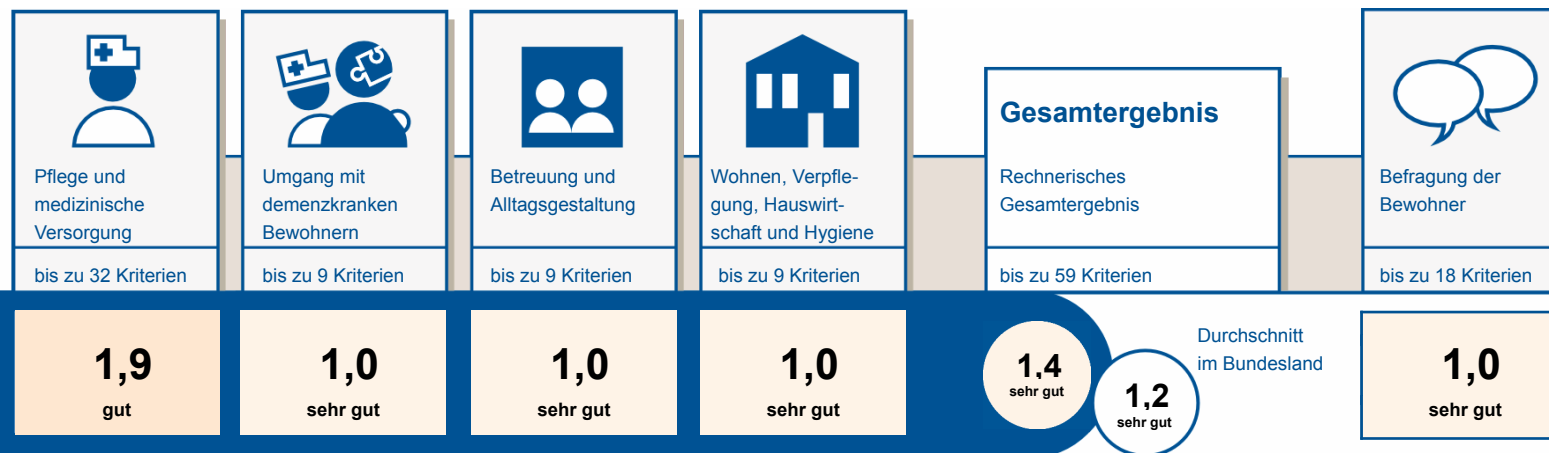 Pflege und
medizinische
Versorgung
bis zu 32 Kriterien
1,9
gut
Umgang mit
demenzkranken
Bewohnern
bis zu 9 Kriterien
1,0
sehr gut
Betreuung und
Alltagsgestaltung
bis zu 9 Kriterien
1,0
sehr gut
Wohnen, Verpfle-
gung, Hauswirt-
schaft und Hygiene
bis zu 9 Kriterien
1,0
sehr gut
Gesamtergebnis
Rechnerisches
Gesamtergebnis
bis zu 59 Kriterien
1,4
sehr gut
Durchschnitt
im Bundesland
1,2
sehr gut
Befragung der
Bewohner
bis zu 18 Kriterien
1,0
sehr gut